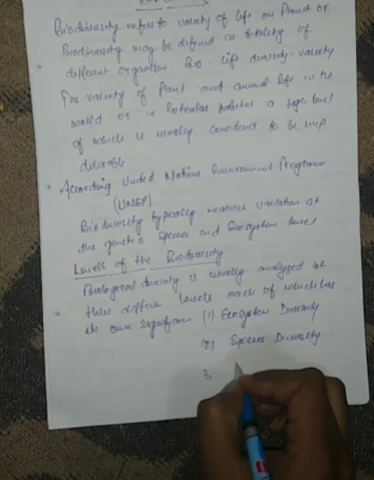 Biodiversity refers to variety of life on Planet or
Biodiversity may be defined as totality of
different organism Bio - life diversity - variety
The variety of Plant and animal life in the
world or in Particular habitat a high level
of which is usually considered to be imp
desirable
According United Nations Environment Programme
(UNEP)
Biodiversity typically measures variation at
the genetic Species and Ecosystem level
Levels of the Biodiversity
Biological diversity is usually analysed at
three different levels each of which has
its own significance (1) Ecosystem Diversity
(2) Species Diversity
3